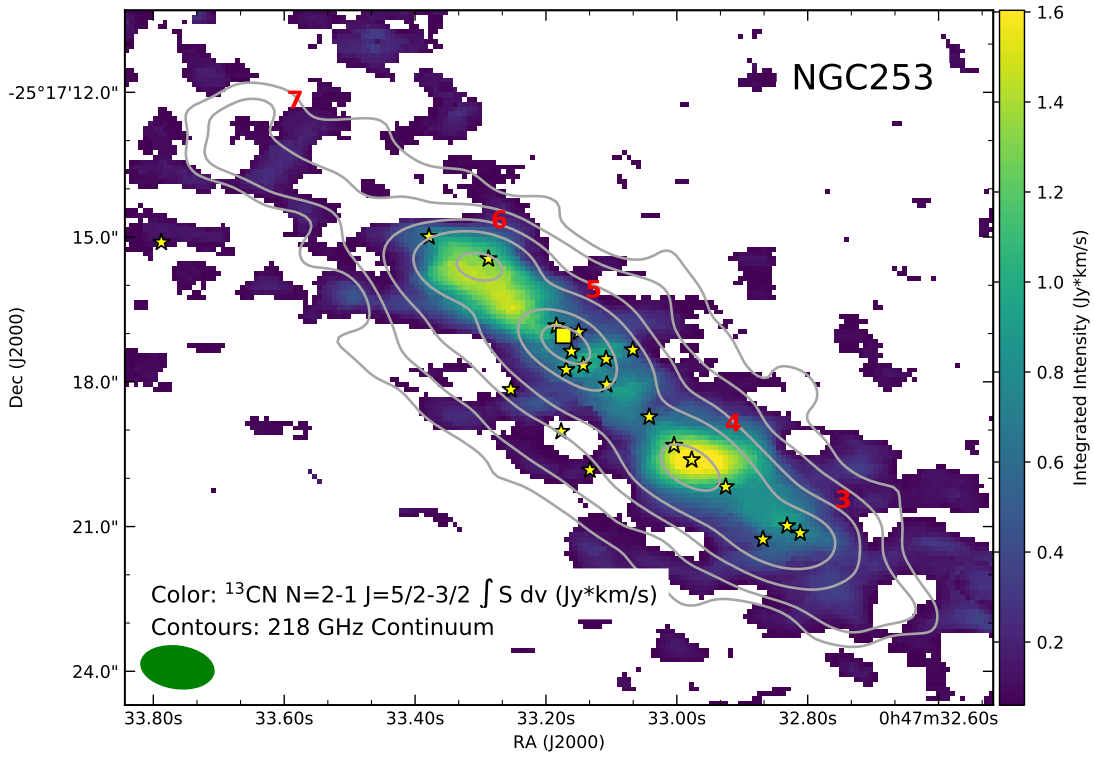 NGC253
7
6
5
4
3
-25°17'12.0"
15.0"
18.0"
21.0"
24.0"
Dec (J2000)
Color: ¹³CN N=2-1 J=5/2-3/2 ∫ S dv (Jy*km/s)
Contours: 218 GHz Continuum
33.80s 33.60s 33.40s 33.20s 33.00s 32.80s 0h47m32.60s
RA (J2000)
1.6
1.4
1.2
1.0
0.8
0.6
0.4
0.2
Integrated Intensity (Jy*km/s)